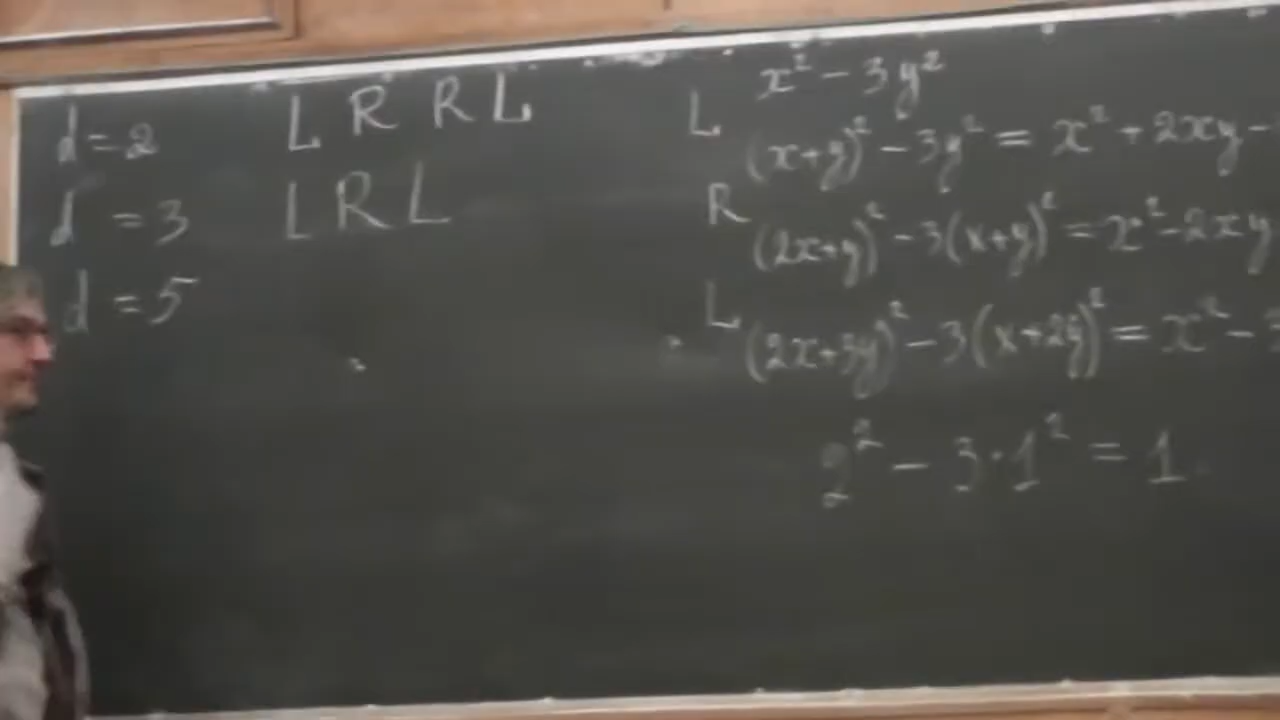 d = 2 L R R L
d = 3 L R L
d = 5
x² - 3y²
L (x+y)² - 3y² = x² + 2xy -
R (2x+y)² - 3(x+y)² = x² - 2xy
L (2x+3y)² - 3(x+2y)² = x² - 3
2² - 3·1² = 1